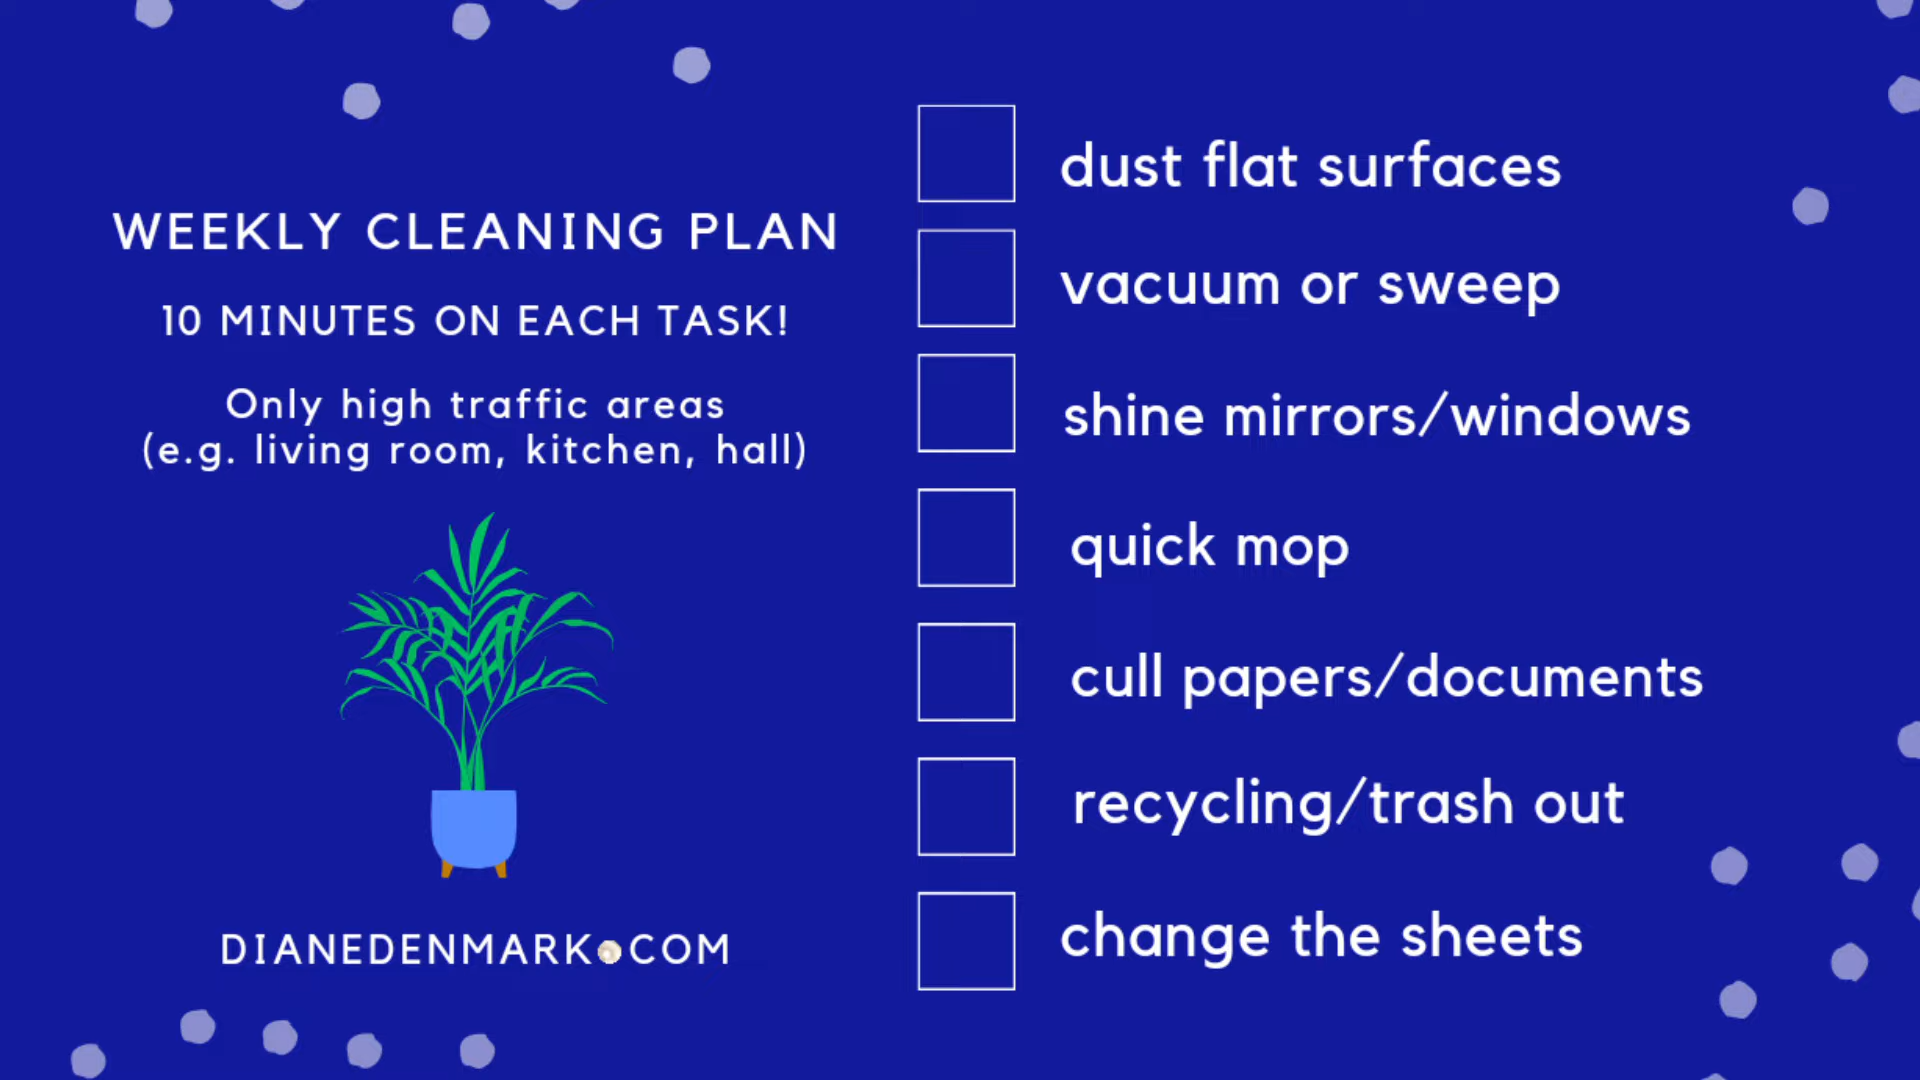 WEEKLY CLEANING PLAN
10 MINUTES ON EACH TASK!
Only high traffic areas
(e.g. living room, kitchen, hall)
DIANEDENMARK.COM
dust flat surfaces
vacuum or sweep
shine mirrors/windows
quick mop
cull papers/documents
recycling/trash out
change the sheets